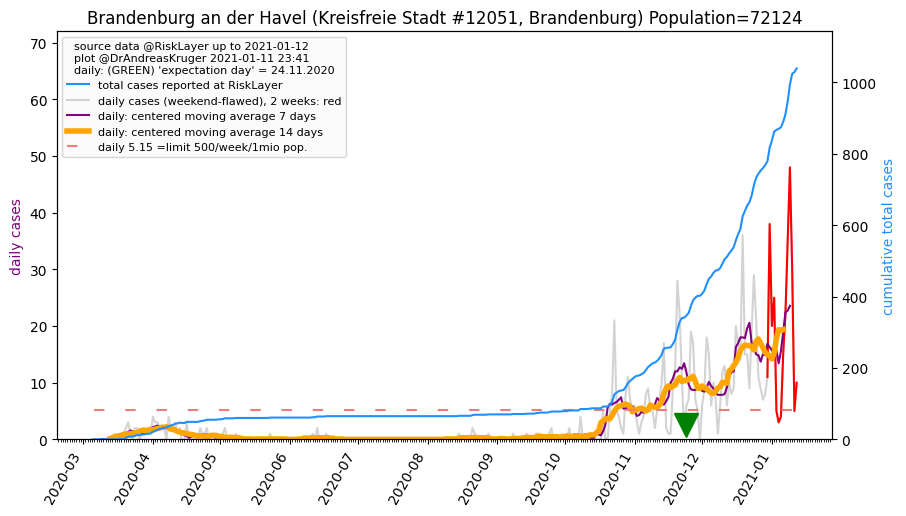 Brandenburg an der Havel (Kreisfreie Stadt #12051, Brandenburg) Population=72124
source data @RiskLayer up to 2021-01-12
plot @DrAndreasKruger 2021-01-11 23:41
daily: (GREEN) 'expectation day' = 24.11.2020
total cases reported at RiskLayer
daily cases (weekend-flawed), 2 weeks: red
daily: centered moving average 7 days
daily: centered moving average 14 days
daily 5.15 =limit 500/week/1mio pop.
daily cases
70
60
50
40
30
20
10
0
cumulative total cases
1000
800
600
400
200
0
2020-03
2020-04
2020-05
2020-06
2020-07
2020-08
2020-09
2020-10
2020-11
2020-12
2021-01